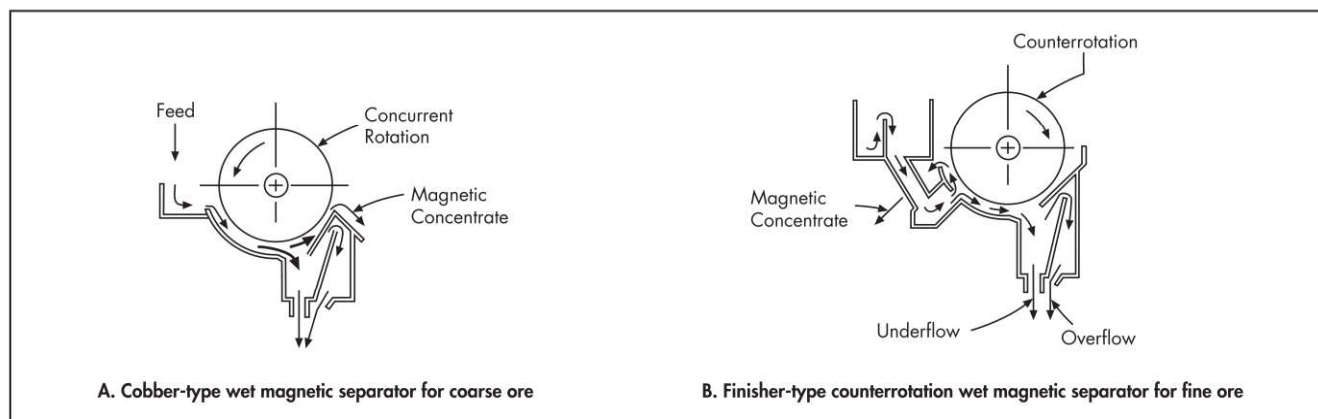 Feed
Concurrent
Rotation
Magnetic
Concentrate
A. Cobber-type wet magnetic separator for coarse ore
Counterrotation
Magnetic
Concentrate
Underflow
Overflow
B. Finisher-type counterrotation wet magnetic separator for fine ore